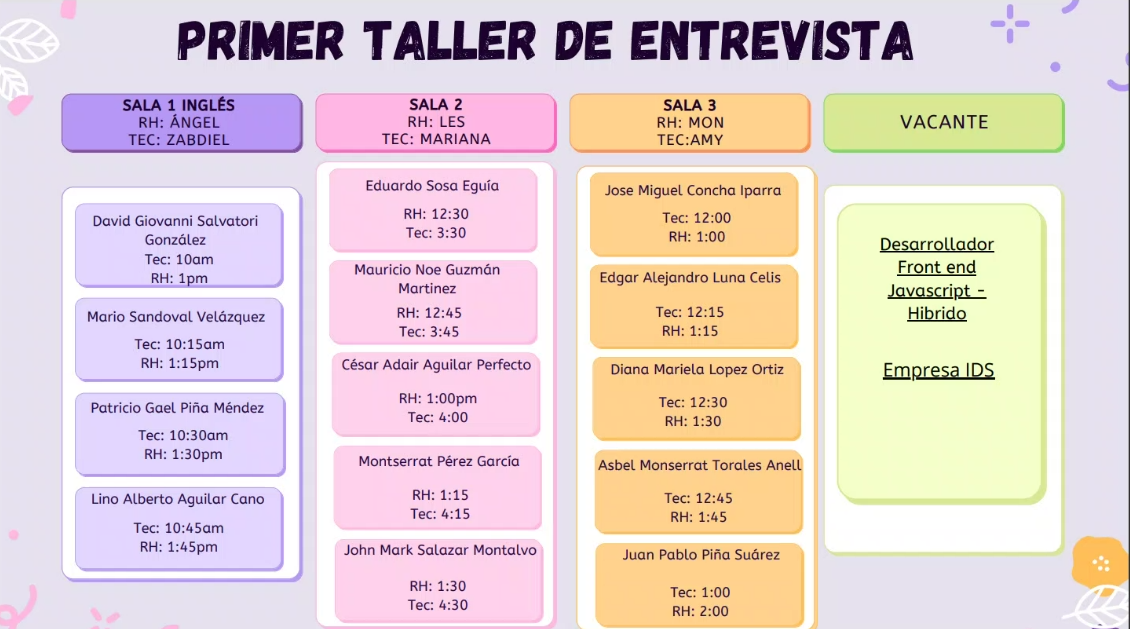 PRIMER TALLER DE ENTREVISTA
SALA 1 INGLÉS
RH: ÁNGEL
TEC: ZABDIEL
David Giovanni Salvatori
González
Tec: 10am
RH: 1pm
Mario Sandoval Velázquez
Tec: 10:15am
RH: 1:15pm
Patricio Gael Piña Méndez
Tec: 10:30am
RH: 1:30pm
Lino Alberto Aguilar Cano
Tec: 10:45am
RH: 1:45pm
SALA 2
RH: LES
TEC: MARIANA
Eduardo Sosa Eguía
RH: 12:30
Tec: 3:30
Mauricio Noe Guzmán
Martinez
RH: 12:45
Tec: 3:45
César Adair Aguilar Perfecto
RH: 1:00pm
Tec: 4:00
Montserrat Pérez García
RH: 1:15
Tec: 4:15
John Mark Salazar Montalvo
RH: 1:30
Tec: 4:30
SALA 3
RH: MON
TEC:AMY
Jose Miguel Concha Iparra
Tec: 12:00
RH: 1:00
Edgar Alejandro Luna Celis
Tec: 12:15
RH: 1:15
Diana Mariela Lopez Ortiz
Tec: 12:30
RH: 1:30
Asbel Monserrat Torales Anell
Tec: 12:45
RH: 1:45
Juan Pablo Piña Suárez
Tec: 1:00
RH: 2:00
VACANTE
Desarrollador
Front end
Javascript -
Hibrido
Empresa IDS